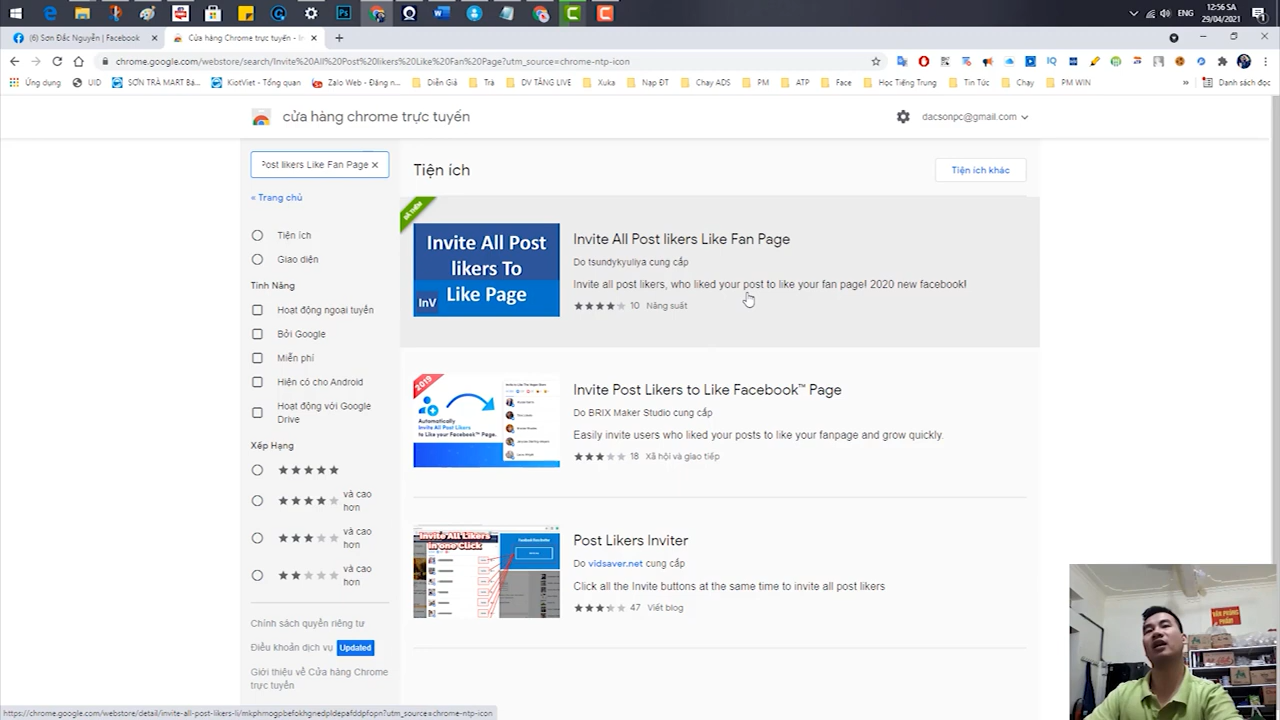 12:56 SA
ENG
29/04/2021
(6) Sơn Đắc Nguyễn | Facebook
Cửa hàng Chrome trực tuyến - In
chrome.google.com/webstore/search/Invite%20All%20Post%20likers%20Like%20Fan%20Page?utm_source=chrome-ntp-icon
Ứng dụng
UID
SƠN TRÀ MART Bá
KiotViet - Thông tin
Zalo Web - Đăng n...
Diên Giá
Trà
DV TĂNG LIVE
Xuka
Nạp ĐT
Chạy ADS
PM
ATP
Face
Học Tiếng Trung
Tin Tức
Chạy
PM WIN
»
Danh sách đọc
cửa hàng chrome trực tuyến
dacsonpc@gmail.com
Post likers Like Fan Page
« Trang chủ
Tiện ích
Giao diện
Tính Năng
Hoạt động ngoại tuyến
Bởi Google
Miễn phí
Hiện có cho Android
Hoạt động với Google
Drive
Xếp Hạng
và cao
hơn
và cao
hơn
và cao
hơn
Chính sách quyền riêng tư
Điều khoản dịch vụ Updated
Giới thiệu về Cửa hàng Chrome
trực tuyến
Tiện ích
Tiện ích khác
ĐÃ THÊM
Invite All Post
likers To
Like Page
InV
Invite All Post likers Like Fan Page
Do tsundykyuliya cung cấp
Invite all post likers, who liked your post to like your fan page! 2020 new facebook!
10 Năng suất
2019
Automatically
Invite All Post Likers
to Like your Facebook™ Page.
Invite Post Likers to Like Facebook™ Page
Do BRIX Maker Studio cung cấp
Easily invite users who liked your posts to like your fanpage and grow quickly.
18 Xã hội và giao tiếp
Invite All Likers
in one Click
Post Likers Inviter
Do vidsaver.net cung cấp
Click all the Invite buttons at the same time to invite all post likers
47 Viết blog
VĂN PHÒNG
PHẨM
https://chrome.google.com/webstore/detail/invite-all-post-likers-li/mkphmogpbefokhgnedpldepafddpfopn?utm_source=chrome-ntp-icon